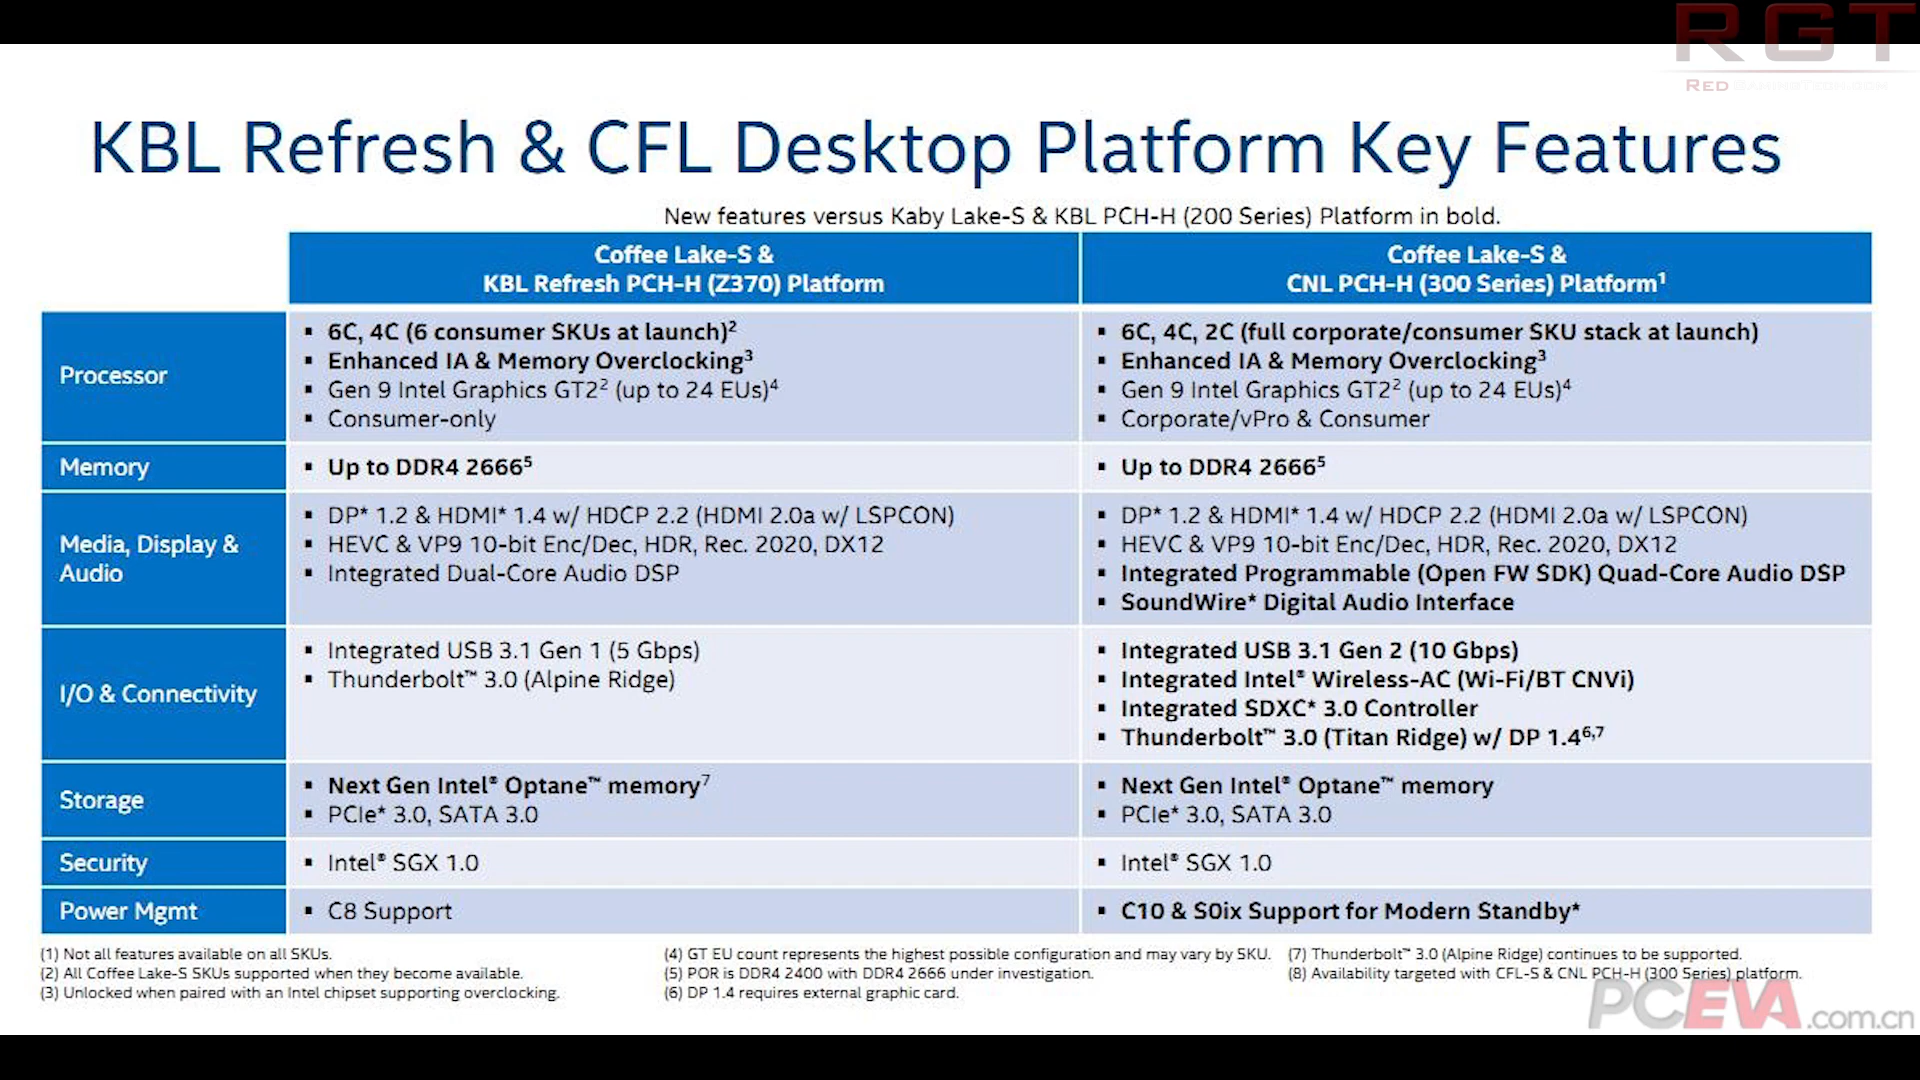 RGT
RED
KBL Refresh & CFL Desktop Platform Key Features
New features versus Kaby Lake-S & KBL PCH-H (200 Series) Platform in bold.
Coffee Lake-S &
KBL Refresh PCH-H (Z370) Platform
Coffee Lake-S &
CNL PCH-H (300 Series) Platform¹
Processor
▪ 6C, 4C (6 consumer SKUs at launch)²
▪ Enhanced IA & Memory Overclocking³
▪ Gen 9 Intel Graphics GT2² (up to 24 EUs)⁴
▪ Consumer-only
▪ 6C, 4C, 2C (full corporate/consumer SKU stack at launch)
▪ Enhanced IA & Memory Overclocking³
▪ Gen 9 Intel Graphics GT2² (up to 24 EUs)⁴
▪ Corporate/vPro & Consumer
Memory
▪ Up to DDR4 2666⁵
▪ Up to DDR4 2666⁵
Media, Display &
Audio
▪ DP* 1.2 & HDMI* 1.4 w/ HDCP 2.2 (HDMI 2.0a w/ LSPCON)
▪ HEVC & VP9 10-bit Enc/Dec, HDR, Rec. 2020, DX12
▪ Integrated Dual-Core Audio DSP
▪ DP* 1.2 & HDMI* 1.4 w/ HDCP 2.2 (HDMI 2.0a w/ LSPCON)
▪ HEVC & VP9 10-bit Enc/Dec, HDR, Rec. 2020, DX12
▪ Integrated Programmable (Open FW SDK) Quad-Core Audio DSP
▪ SoundWire* Digital Audio Interface
I/O & Connectivity
▪ Integrated USB 3.1 Gen 1 (5 Gbps)
▪ Thunderbolt™ 3.0 (Alpine Ridge)
▪ Integrated USB 3.1 Gen 2 (10 Gbps)
▪ Integrated Intel® Wireless-AC (Wi-Fi/BT CNVi)
▪ Integrated SDXC* 3.0 Controller
▪ Thunderbolt™ 3.0 (Titan Ridge) w/ DP 1.4⁶,⁷
Storage
▪ Next Gen Intel® Optane™ memory⁷
▪ PCIe* 3.0, SATA 3.0
▪ Next Gen Intel® Optane™ memory
▪ PCIe* 3.0, SATA 3.0
Security
▪ Intel® SGX 1.0
▪ Intel® SGX 1.0
Power Mgmt
▪ C8 Support
▪ C10 & S0ix Support for Modern Standby*
(1) Not all features available on all SKUs.
(2) All Coffee Lake-S SKUs supported when they become available.
(3) Unlocked when paired with an Intel chipset supporting overclocking.
(4) GT EU count represents the highest possible configuration and may vary by SKU.
(5) POR is DDR4 2400 with DDR4 2666 under investigation.
(6) DP 1.4 requires external graphic card.
(7) Thunderbolt™ 3.0 (Alpine Ridge) continues to be supported.
(8) Availability targeted with CFL-S & CNL PCH-H (300 Series) platform.
PCEVA.com.cn